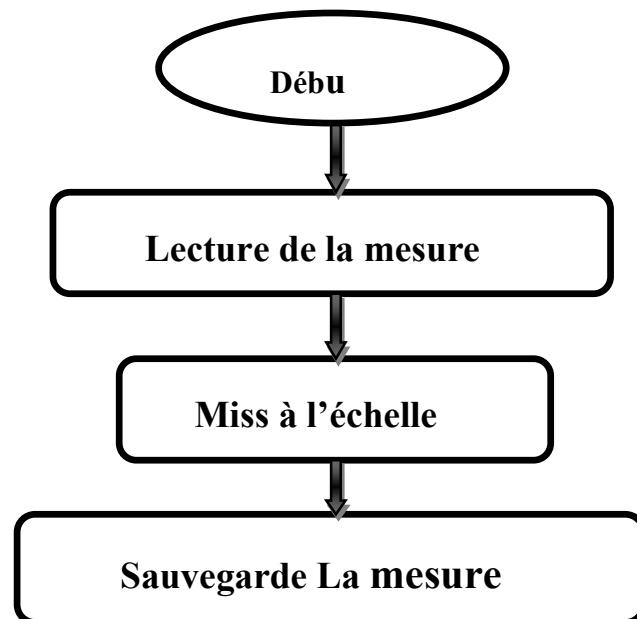 Débu
Lecture de la mesure
Miss à l’échelle
Sauvegarde La mesure